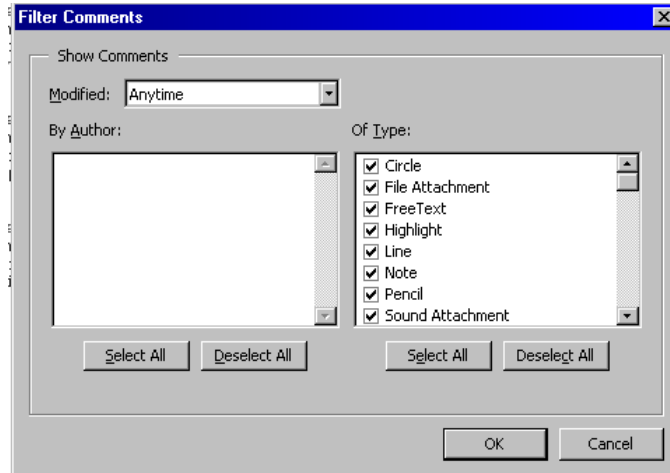 Filter Comments
Show Comments
Modified: Anytime
By Author:
Of Type:
Circle
File Attachment
FreeText
Highlight
Line
Note
Pencil
Sound Attachment
Select All
Deselect All
Select All
Deselect All
OK
Cancel